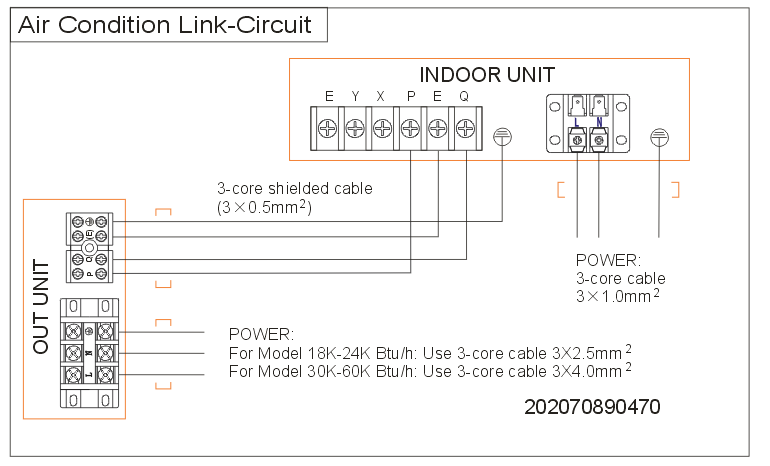 Air Condition Link-Circuit
INDOOR UNIT
E Y X P E Q
L N
3-core shielded cable
(3×0.5mm²)
OUT UNIT
(E)
Q
P
N
L
POWER:
3-core cable
3×1.0mm²
POWER:
For Model 18K-24K Btu/h: Use 3-core cable 3X2.5mm²
For Model 30K-60K Btu/h: Use 3-core cable 3X4.0mm²
202070890470